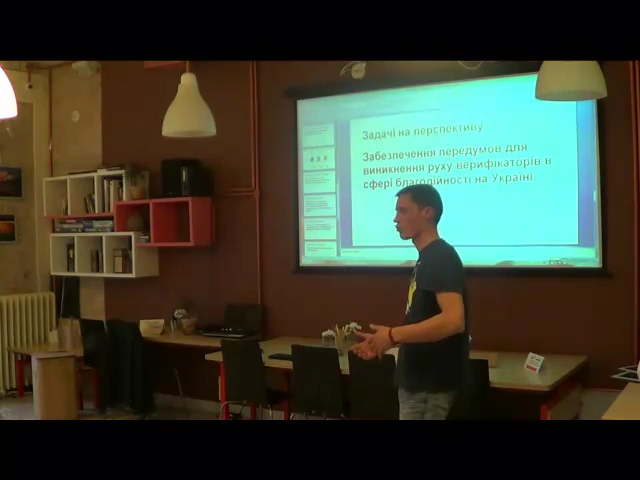 Задачі на перспективу
Забезпечення передумов для
виникнення руху верифікаторів в
сфері благодійності на Україні.